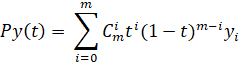 Py(t) = \sum_{i=0}^{m} C_m^i t^i (1 - t)^{m-i} y_i